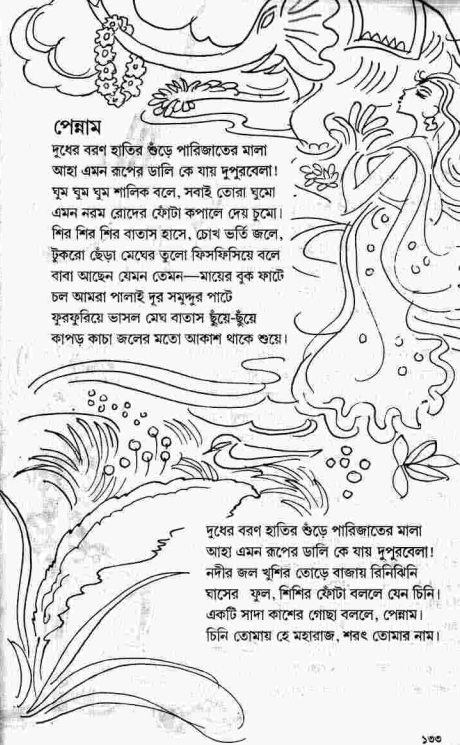 পেন্নাম
দুধের বরণ হাতির শুঁড়ে পারিজাতের মালা
আহা এমন রূপের ডালি কে যায় দুপুরবেলা!
ঘুম ঘুম ঘুম শালিক বলে, সবাই তোরা ঘুমো
এমন নরম রোদের ফোঁটা কপালে দেয় চুমো।
শির শির শির বাতাস হাসে, চোখ ভর্তি জলে,
টুকরো ছেঁড়া মেঘের তুলো ফিসফিসিয়ে বলে
বাবা আছেন যেমন তেমন—মায়ের বুক ফাটে
চল আমরা পালাই দূর সমুদ্দুর পাটে
ফুরফুরিয়ে ভাসল মেঘ বাতাস ছুঁয়ে-ছুঁয়ে
কাপড় কাচা জলের মতো আকাশ থাকে শুয়ে।
দুধের বরণ হাতির শুঁড়ে পারিজাতের মালা
আহা এমন রূপের ডালি কে যায় দুপুরবেলা!
নদীর জল খুশির তোড়ে বাজায় রিনিঝিনি
ঘাসের ফুল, শিশির ফোঁটা বললে যেন চিনি।
একটি সাদা কাশের গোছা বললে, পেন্নাম।
চিনি তোমায় হে মহারাজ, শরৎ তোমার নাম।
১৩৩